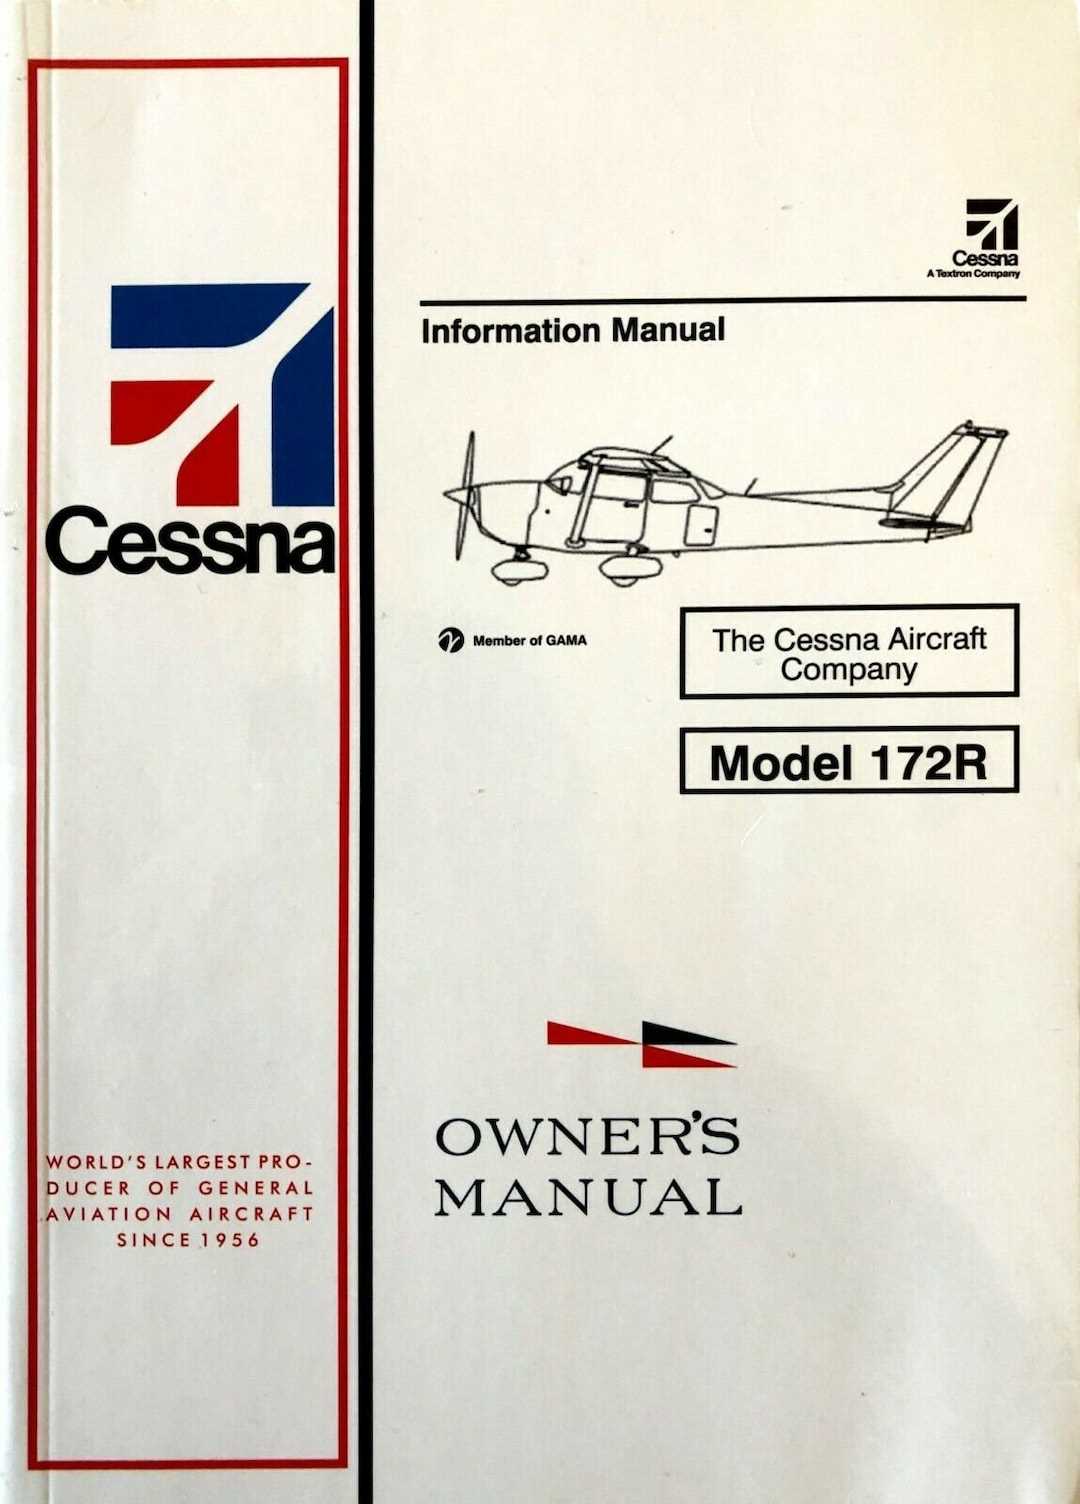 Cessna
A Textron Company
Information Manual
Cessna
Member of GAMA
The Cessna Aircraft
Company
Model 172R
OWNER'S
MANUAL
WORLD'S LARGEST PRO-
DUCER OF GENERAL
AVIATION AIRCRAFT
SINCE 1956